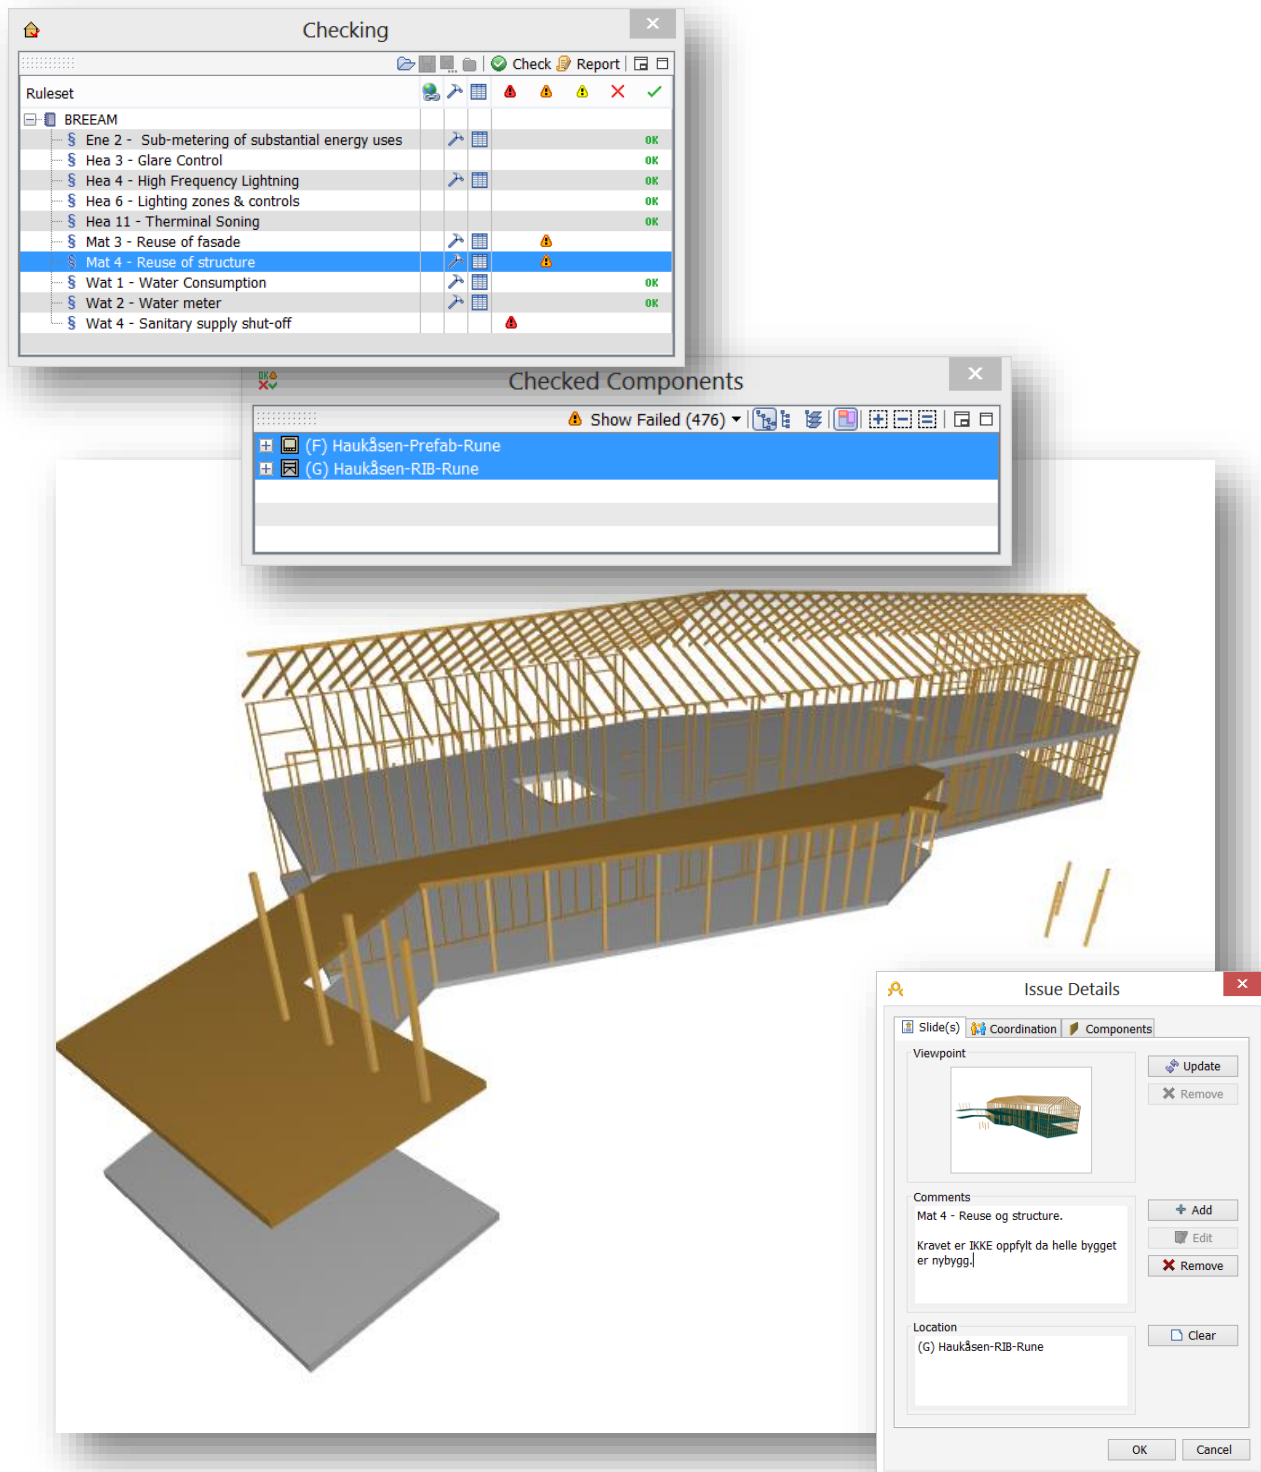 Checking
Check Report
Ruleset
BREEAM
§ Ene 2 - Sub-metering of substantial energy uses OK
§ Hea 3 - Glare Control OK
§ Hea 4 - High Frequency Lightning OK
§ Hea 6 - Lighting zones & controls OK
§ Hea 11 - Therminal Soning OK
§ Mat 3 - Reuse of fasade
§ Mat 4 - Reuse of structure
§ Wat 1 - Water Consumption OK
§ Wat 2 - Water meter OK
§ Wat 4 - Sanitary supply shut-off
Checked Components
Show Failed (476)
(F) Haukåsen-Prefab-Rune
(G) Haukåsen-RIB-Rune
Issue Details
Slide(s) Coordination Components
Viewpoint
Update
Remove
Comments
Mat 4 - Reuse og structure.
Kravet er IKKE oppfylt da helle bygget
er nybygg.
Add
Edit
Remove
Location
(G) Haukåsen-RIB-Rune
Clear
OK Cancel